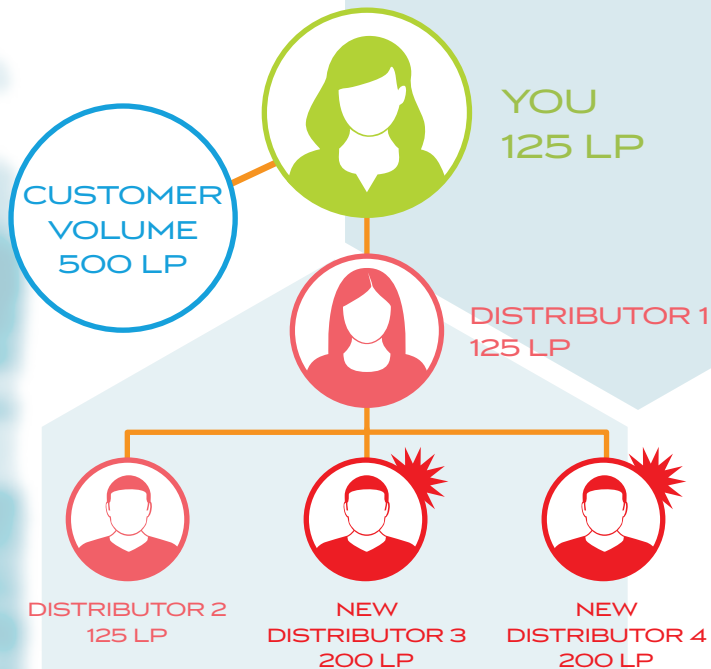 YOU
125 LP
CUSTOMER
VOLUME
500 LP
DISTRIBUTOR 1
125 LP
DISTRIBUTOR 2
125 LP
NEW
DISTRIBUTOR 3
200 LP
NEW
DISTRIBUTOR 4
200 LP